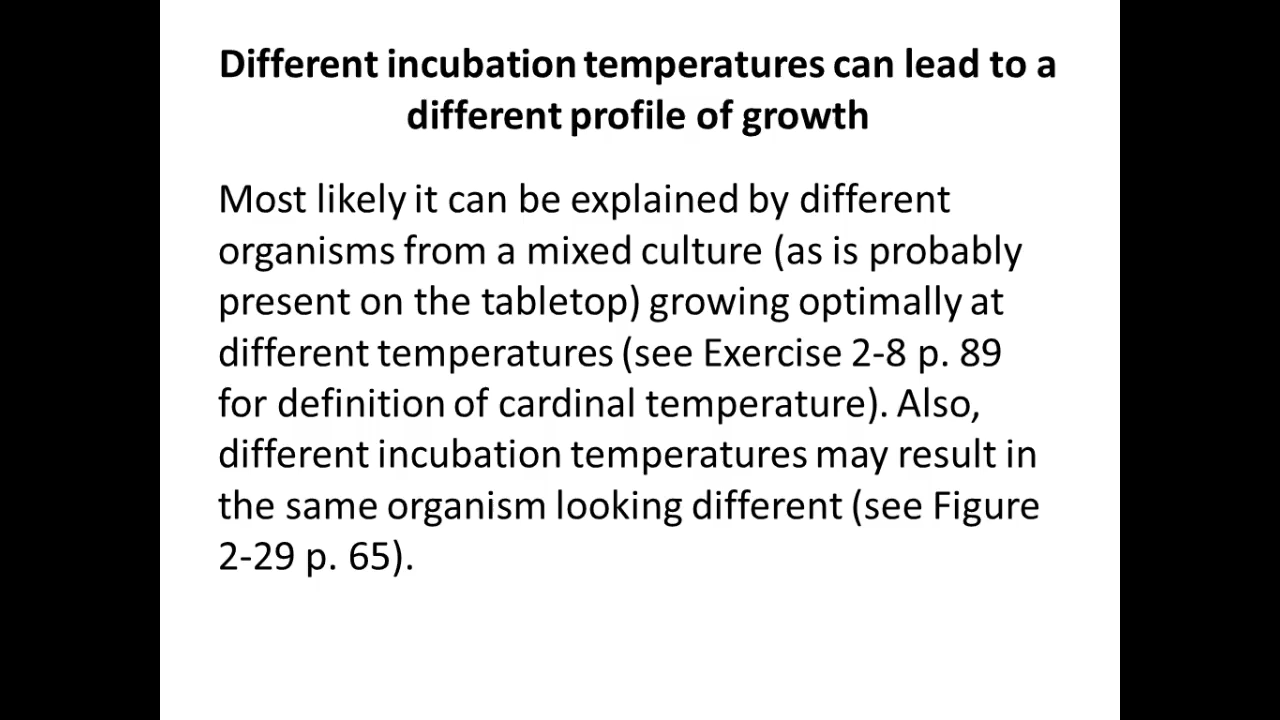 Different incubation temperatures can lead to a
different profile of growth
Most likely it can be explained by different
organisms from a mixed culture (as is probably
present on the tabletop) growing optimally at
different temperatures (see Exercise 2-8 p. 89
for definition of cardinal temperature). Also,
different incubation temperatures may result in
the same organism looking different (see Figure
2-29 p. 65).